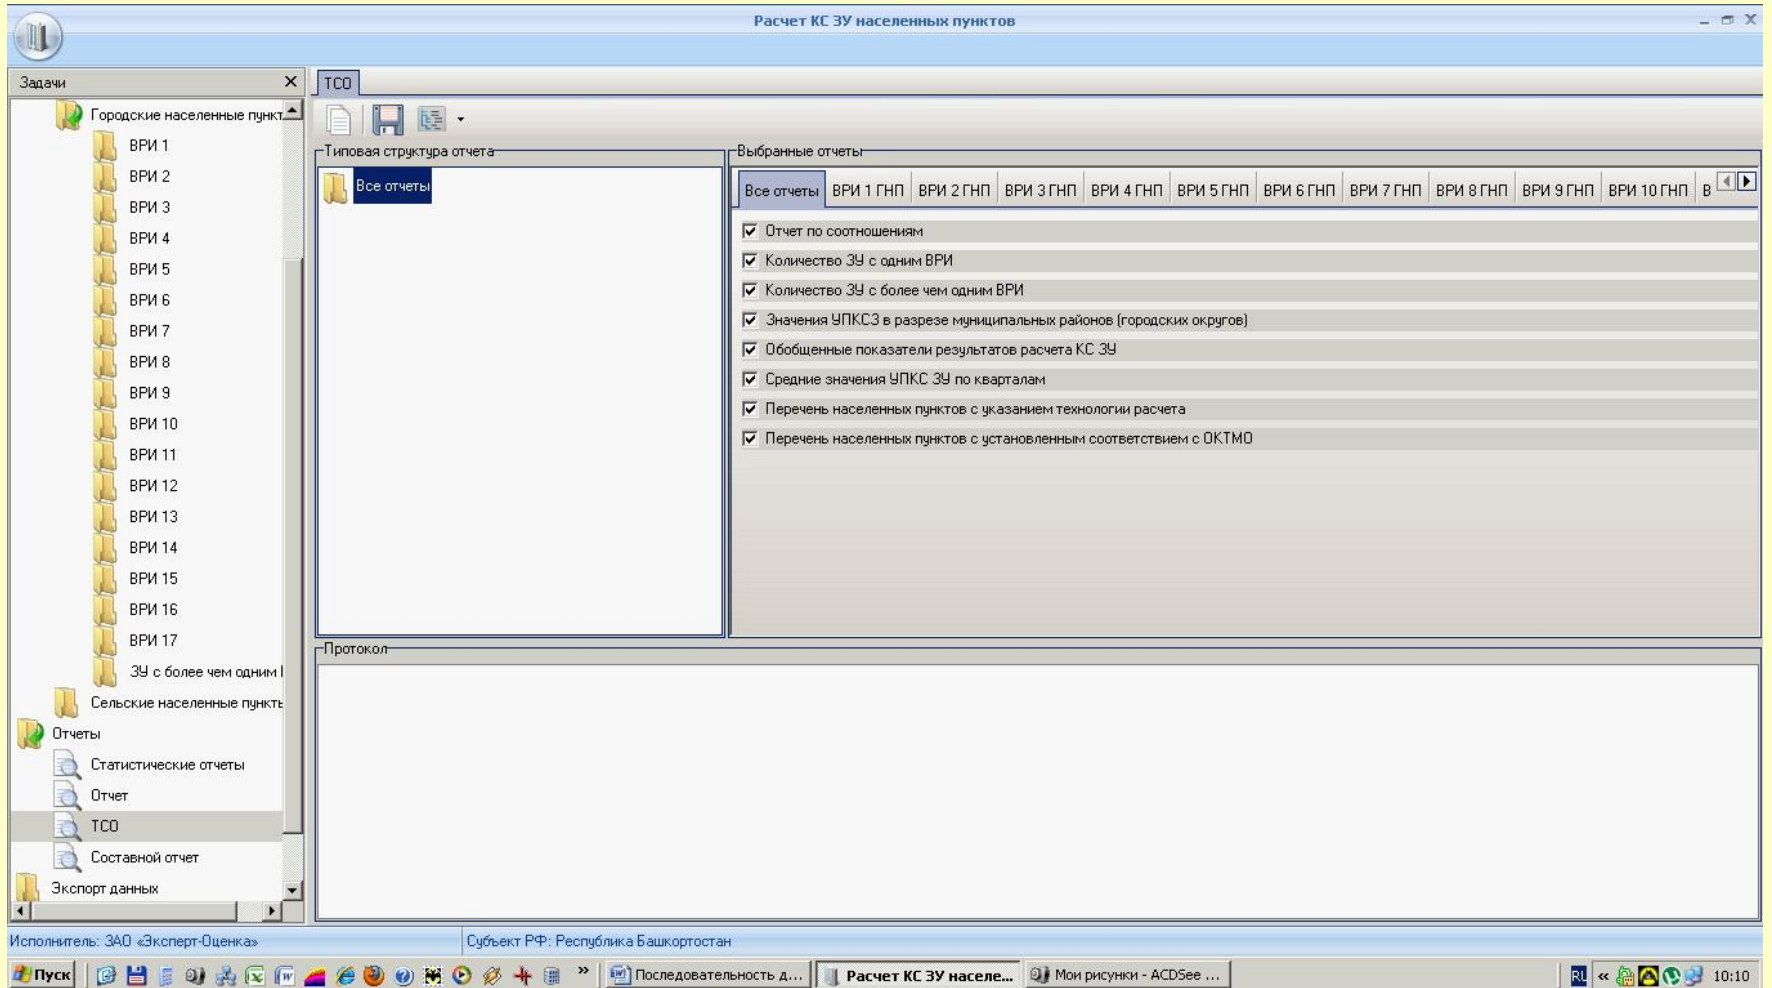 Расчет КС ЗУ населенных пунктов
Задачи
Городские населенные пункт
ВРИ 1
ВРИ 2
ВРИ 3
ВРИ 4
ВРИ 5
ВРИ 6
ВРИ 7
ВРИ 8
ВРИ 9
ВРИ 10
ВРИ 11
ВРИ 12
ВРИ 13
ВРИ 14
ВРИ 15
ВРИ 16
ВРИ 17
ЗУ с более чем одним
Сельские населенные пункты
Отчеты
Статистические отчеты
Отчет
ТСО
Составной отчет
Экспорт данных
ТСО
Типовая структура отчета
Все отчеты
Выбранные отчеты
Все отчеты ВРИ 1 ГНП ВРИ 2 ГНП ВРИ 3 ГНП ВРИ 4 ГНП ВРИ 5 ГНП ВРИ 6 ГНП ВРИ 7 ГНП ВРИ 8 ГНП ВРИ 9 ГНП ВРИ 10 ГНП В
Отчет по соотношениям
Количество ЗУ с одним ВРИ
Количество ЗУ с более чем одним ВРИ
Значения УПКСЗ в разрезе муниципальных районов (городских округов)
Обобщенные показатели результатов расчета КС ЗУ
Средние значения УПКС ЗУ по кварталам
Перечень населенных пунктов с указанием технологии расчета
Перечень населенных пунктов с установленным соответствием с ОКТМО
Протокол
Исполнитель: ЗАО «Эксперт-Оценка»
Субъект РФ: Республика Башкортостан
Пуск
Последовательность д...
Расчет КС ЗУ населе...
Мои рисунки - ACDSee ...
RL
10:10